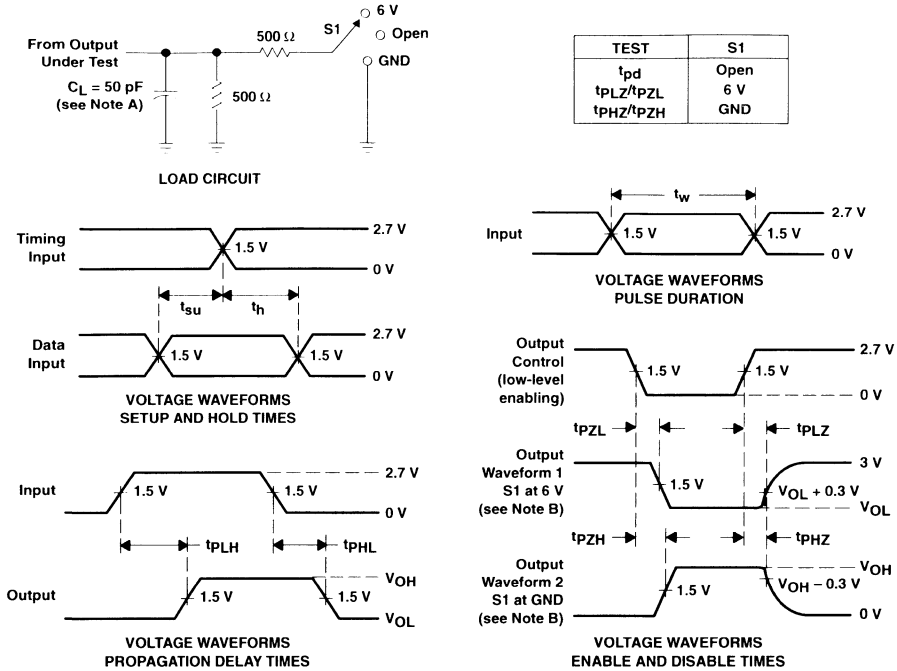 6 V
S1
Open
500 Ω
GND
From Output
Under Test
CL = 50 pF
(see Note A)
500 Ω
LOAD CIRCUIT
TEST S1
tpd Open
tPLZ/tPZL 6 V
tPHZ/tPZH GND
Timing
Input
2.7 V
1.5 V
0 V
tsu
th
Data
Input
2.7 V
1.5 V
1.5 V
0 V
VOLTAGE WAVEFORMS
SETUP AND HOLD TIMES
tw
Input
2.7 V
1.5 V
1.5 V
0 V
VOLTAGE WAVEFORMS
PULSE DURATION
Input
2.7 V
1.5 V
1.5 V
0 V
tPLH
tPHL
Output
VOH
1.5 V
1.5 V
VOL
VOLTAGE WAVEFORMS
PROPAGATION DELAY TIMES
Output
Control
(low-level
enabling)
2.7 V
1.5 V
1.5 V
0 V
tPZL
tPLZ
Output
Waveform 1
S1 at 6 V
(see Note B)
3 V
1.5 V
VOL + 0.3 V
VOL
tPZH
tPHZ
Output
Waveform 2
S1 at GND
(see Note B)
VOH
1.5 V
VOH – 0.3 V
0 V
VOLTAGE WAVEFORMS
ENABLE AND DISABLE TIMES